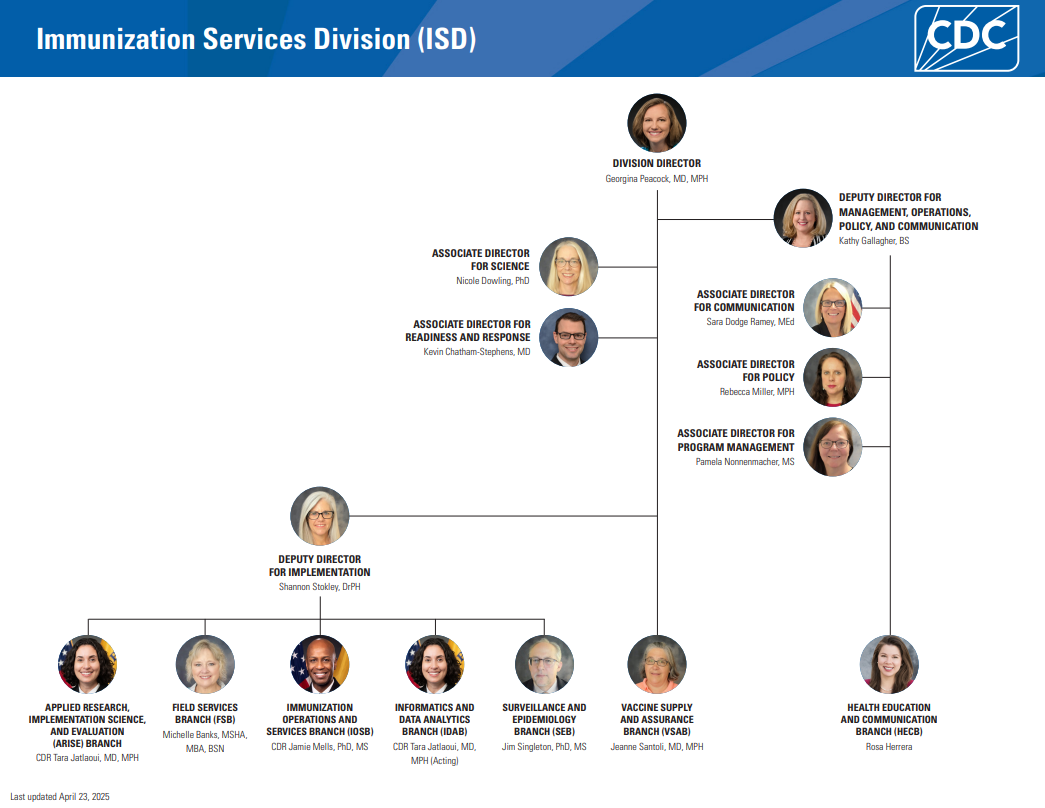 Immunization Services Division (ISD)
CDC
DIVISION DIRECTOR
Georgina Peacock, MD, MPH
DEPUTY DIRECTOR FOR
MANAGEMENT, OPERATIONS,
POLICY, AND COMMUNICATION
Kathy Gallagher, BS
ASSOCIATE DIRECTOR
FOR SCIENCE
Nicole Dowling, PhD
ASSOCIATE DIRECTOR FOR
READINESS AND RESPONSE
Kevin Chatham-Stephens, MD
ASSOCIATE DIRECTOR
FOR COMMUNICATION
Sara Dodge Ramey, MEd
ASSOCIATE DIRECTOR
FOR POLICY
Rebecca Miller, MPH
ASSOCIATE DIRECTOR FOR
PROGRAM MANAGEMENT
Pamela Nonnenmacher, MS
DEPUTY DIRECTOR
FOR IMPLEMENTATION
Shannon Stokley, DrPH
APPLIED RESEARCH,
IMPLEMENTATION SCIENCE,
AND EVALUATION
(ARISE) BRANCH
CDR Tara Jatlaoui, MD, MPH
FIELD SERVICES
BRANCH (FSB)
Michelle Banks, MSHA,
MBA, BSN
IMMUNIZATION
OPERATIONS AND
SERVICES BRANCH (IOSB)
CDR Jamie Mells, PhD, MS
INFORMATICS AND
DATA ANALYTICS
BRANCH (IDAB)
CDR Tara Jatlaoui, MD,
MPH (Acting)
SURVEILLANCE AND
EPIDEMIOLOGY
BRANCH (SEB)
Jim Singleton, PhD, MS
VACCINE SUPPLY
AND ASSURANCE
BRANCH (VSAB)
Jeanne Santoli, MD, MPH
HEALTH EDUCATION
AND COMMUNICATION
BRANCH (HECB)
Rosa Herrera
Last updated April 23, 2025